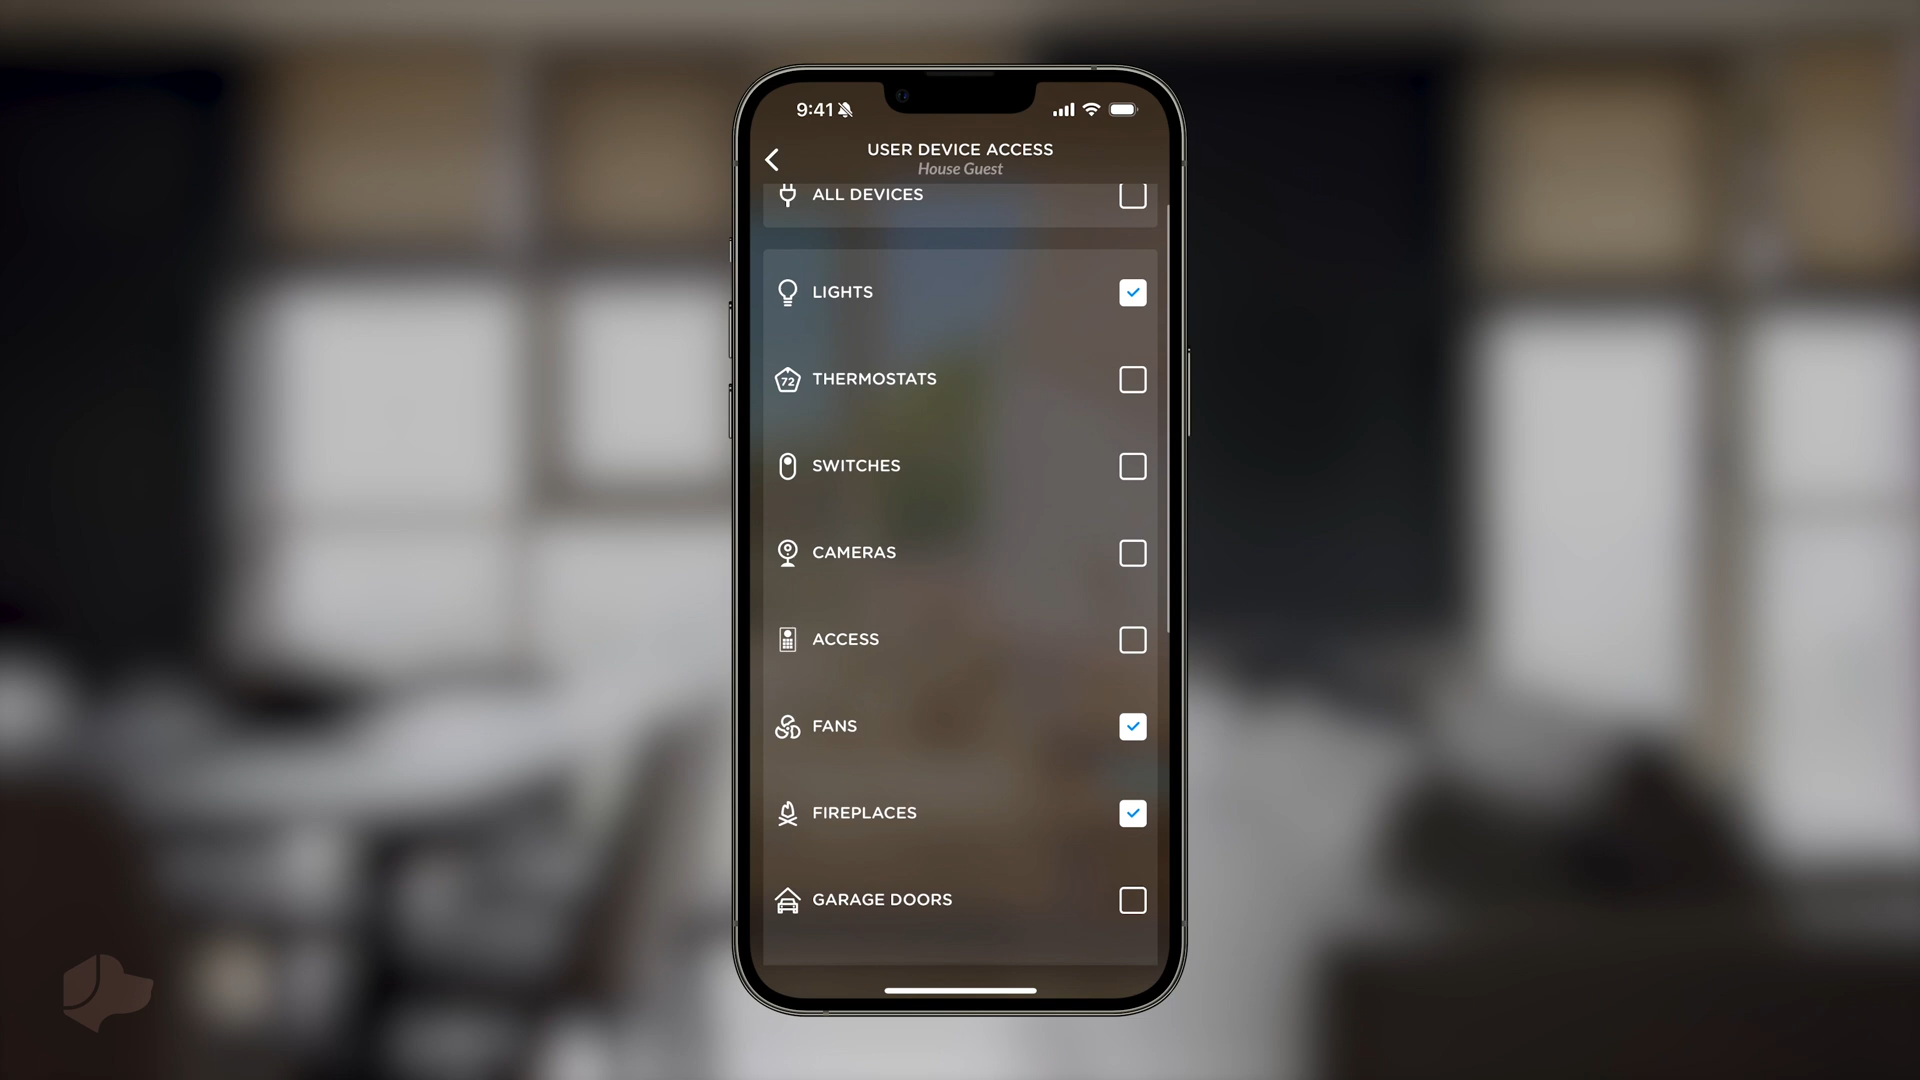 9:41
USER DEVICE ACCESS
House Guest
ALL DEVICES
LIGHTS
72 THERMOSTATS
SWITCHES
CAMERAS
ACCESS
FANS
FIREPLACES
GARAGE DOORS